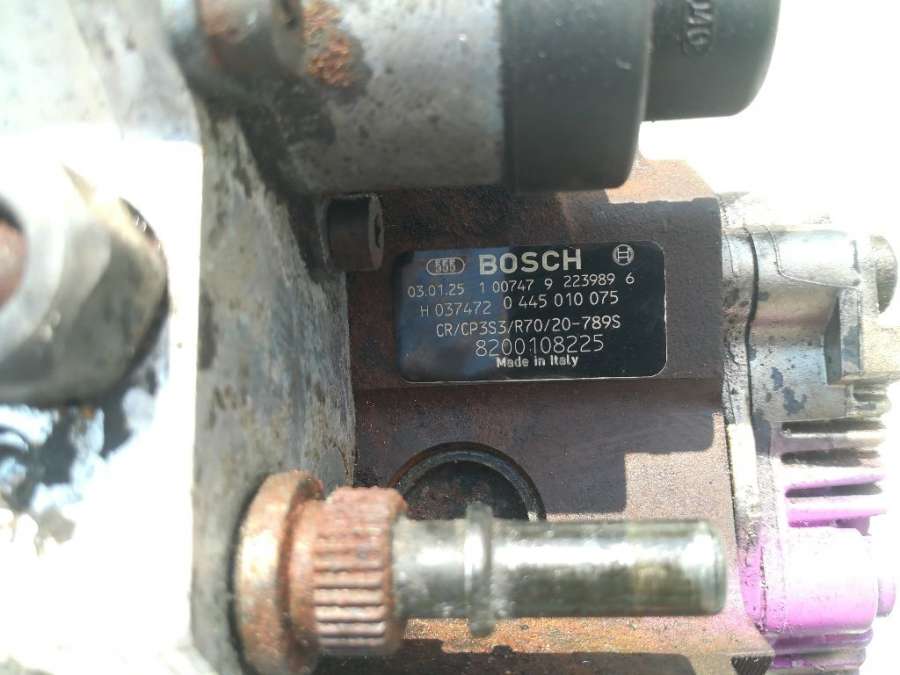 555 BOSCH
03.01.25 1 00747 9 223989 6
H 037472 0 445 010 075
CR/CP3S3/R70/20-789S
8200108225
Made in Italy